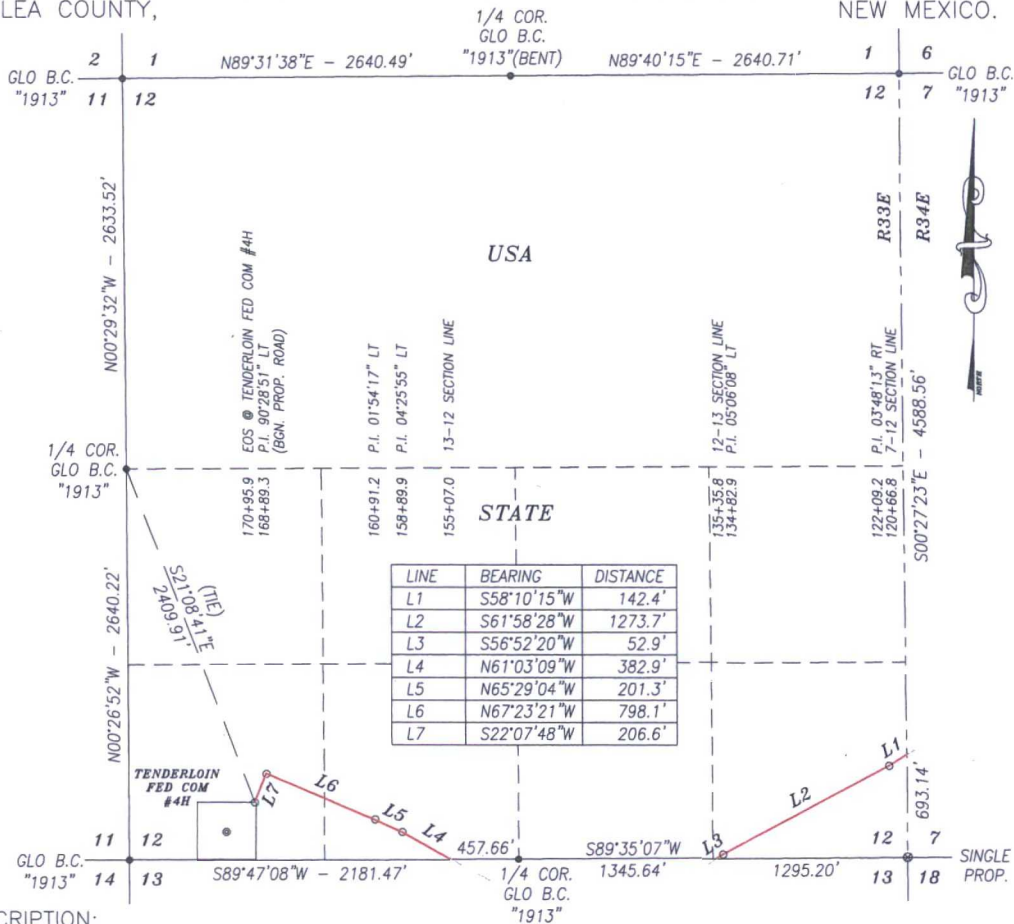 LEA COUNTY,
NEW MEXICO.
1/4 COR.
GLO B.C.
"1913"(BENT)
2 1
N89°31'38"E - 2640.49'
N89°40'15"E - 2640.71'
1 6
GLO B.C.
"1913"
11 12
12 7
GLO B.C.
"1913"
N00°29'32"W - 2633.52'
R33E
R34E
USA
NORTH
EOS @ TENDERLOIN FED COM #4H
P.I. 90°28'51" LT
(BGN. PROP. ROAD)
P.I. 01°54'17" LT
P.I. 04°25'55" LT
13-12 SECTION LINE
12-13 SECTION LINE
P.I. 05°06'08" LT
P.I. 03°48'13" RT
7-12 SECTION LINE
S00°27'23"E - 4588.56'
1/4 COR.
GLO B.C.
"1913"
170+95.9
168+89.3
160+91.2
158+89.9
155+07.0
135+35.8
134+82.9
122+09.2
120+66.8
STATE
(TIE)
S21°08'41"E
2409.91'
N00°26'52"W - 2640.22'
LINE BEARING DISTANCE
L1 S58°10'15"W 142.4'
L2 S61°58'28"W 1273.7'
L3 S56°52'20"W 52.9'
L4 N61°03'09"W 382.9'
L5 N65°29'04"W 201.3'
L6 N67°23'21"W 798.1'
L7 S22°07'48"W 206.6'
TENDERLOIN
FED COM
#4H
L7
L6
L5
L4
L3
L2
L1
693.14'
11 12
457.66'
S89°35'07"W
12 7
GLO B.C.
"1913"
14 13
S89°47'08"W - 2181.47'
1/4 COR.
GLO B.C.
"1913"
1345.64'
1295.20'
13 18
SINGLE
PROP.
CRIPTION: